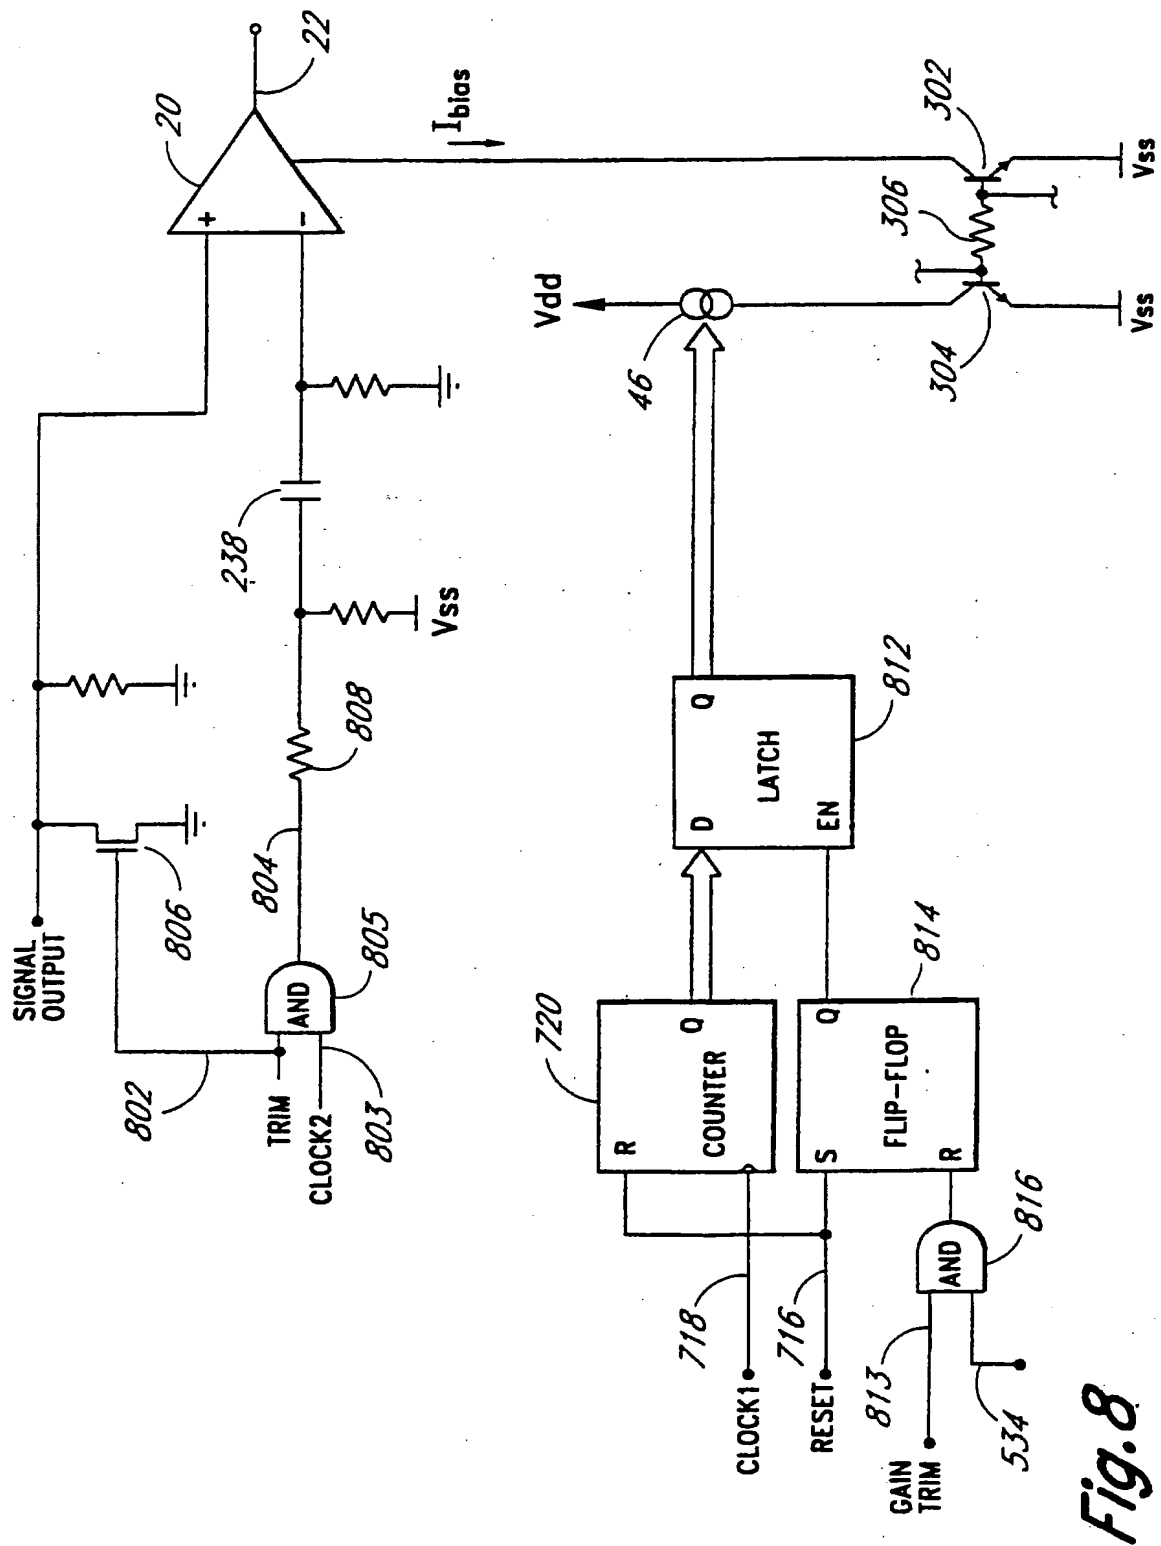 SIGNAL
OUTPUT
802
TRIM
CLOCK2
803
806
AND
805
804
808
Vss
238
+
−
20
22
Ibias
Vdd
46
304
306
302
Vss
Vss
720
R
Q
COUNTER
718
CLOCK1
716
RESET
S
Q
FLIP-FLOP
R
814
D
Q
LATCH
EN
812
813
GAIN
TRIM
534
AND
816
Fig.8